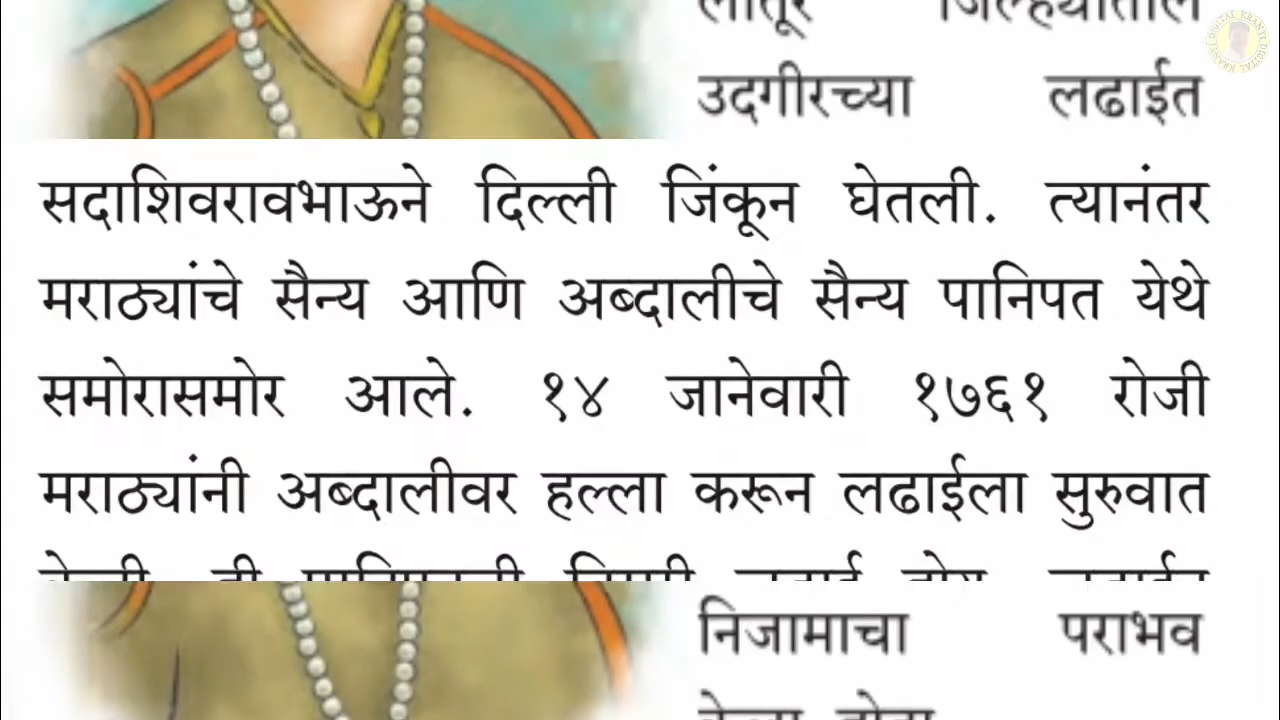 लातूर जिल्ह्यातील
उदगीरच्या लढाईत
सदाशिवरावभाऊने दिल्ली जिंकून घेतली. त्यानंतर
मराठ्यांचे सैन्य आणि अब्दालीचे सैन्य पानिपत येथे
समोरासमोर आले. १४ जानेवारी १७६१ रोजी
मराठ्यांनी अब्दालीवर हल्ला करून लढाईला सुरुवात
निजामाचा पराभव